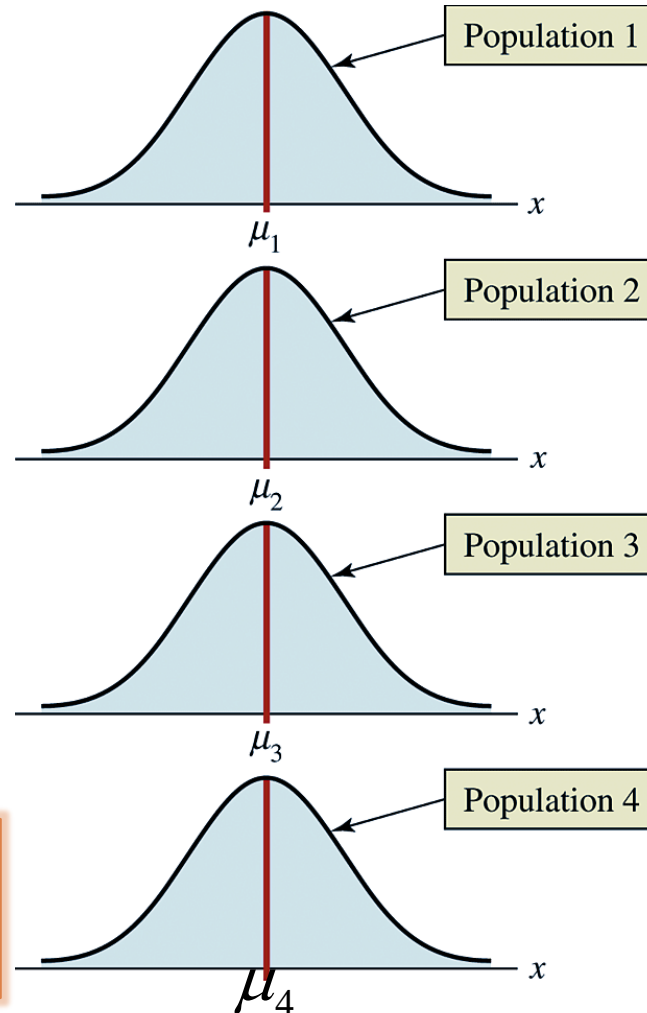 Population 1
x
μ₁
Population 2
x
μ₂
Population 3
x
μ₃
Population 4
x
μ₄